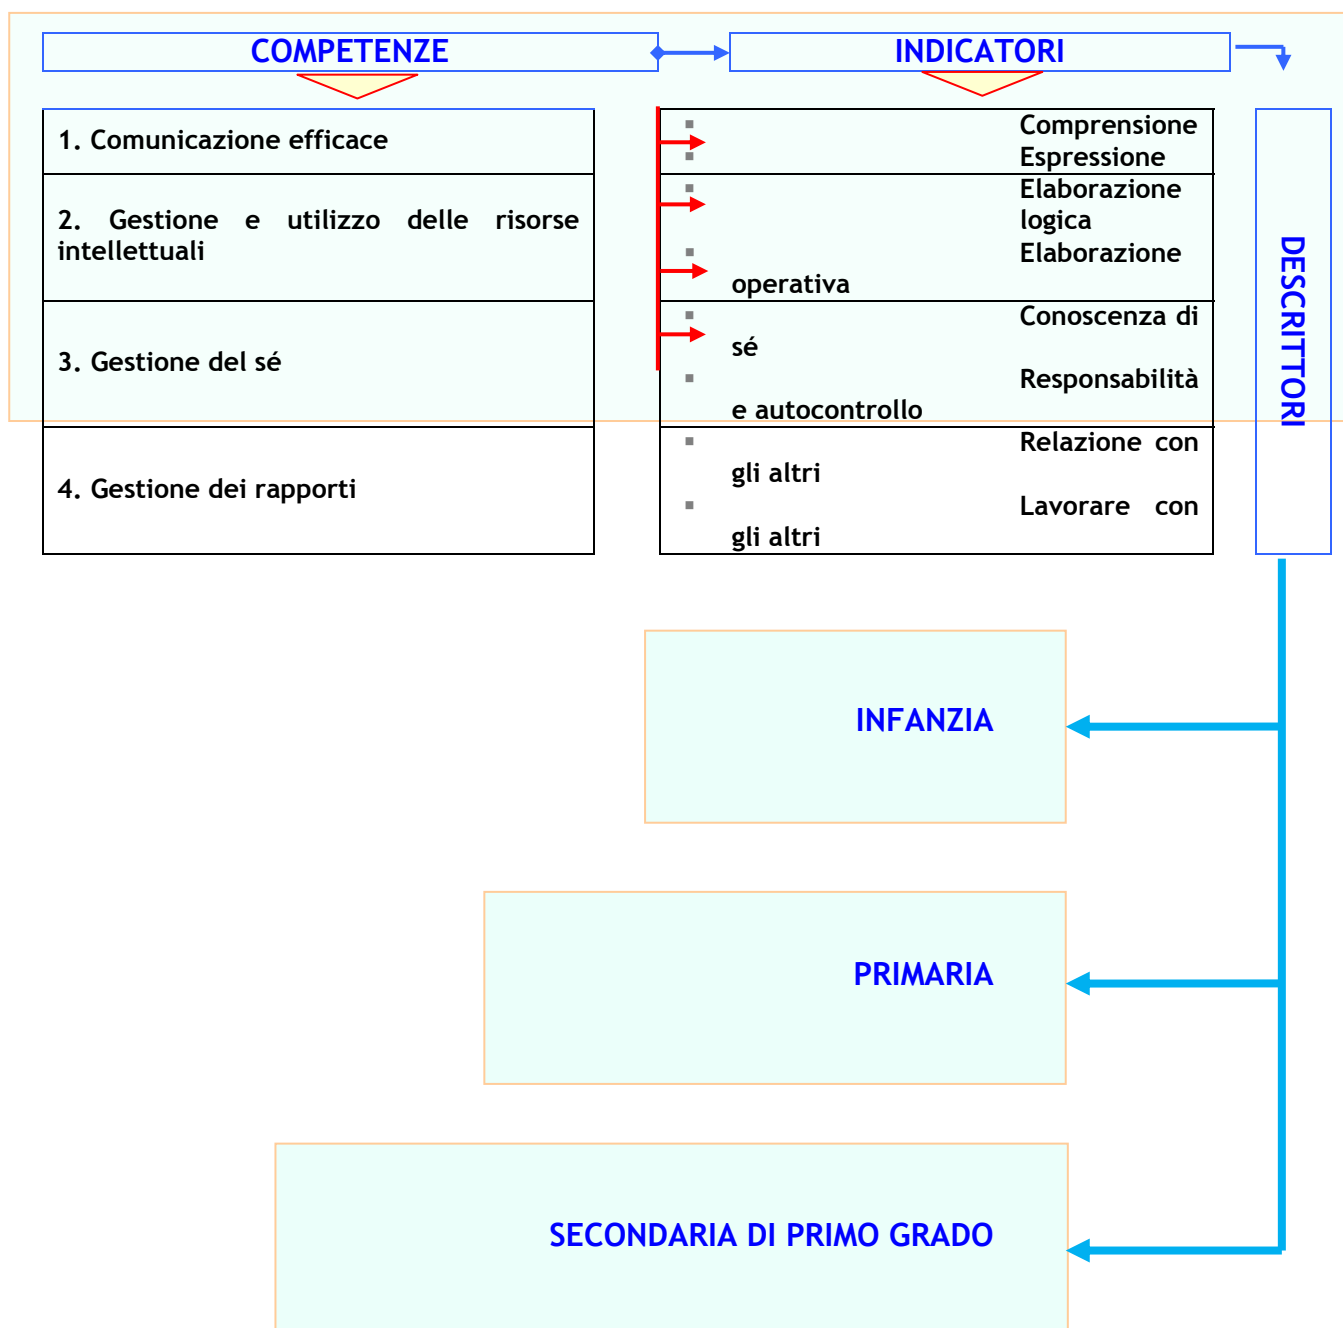 COMPETENZE
INDICATORI
1. Comunicazione efficace
Comprensione
Espressione
2. Gestione e utilizzo delle risorse
intellettuali
Elaborazione
logica
Elaborazione
operativa
3. Gestione del sé
Conoscenza di
sé
Responsabilità
e autocontrollo
4. Gestione dei rapporti
Relazione con
gli altri
Lavorare con
gli altri
DESCRITTORI
INFANZIA
PRIMARIA
SECONDARIA DI PRIMO GRADO